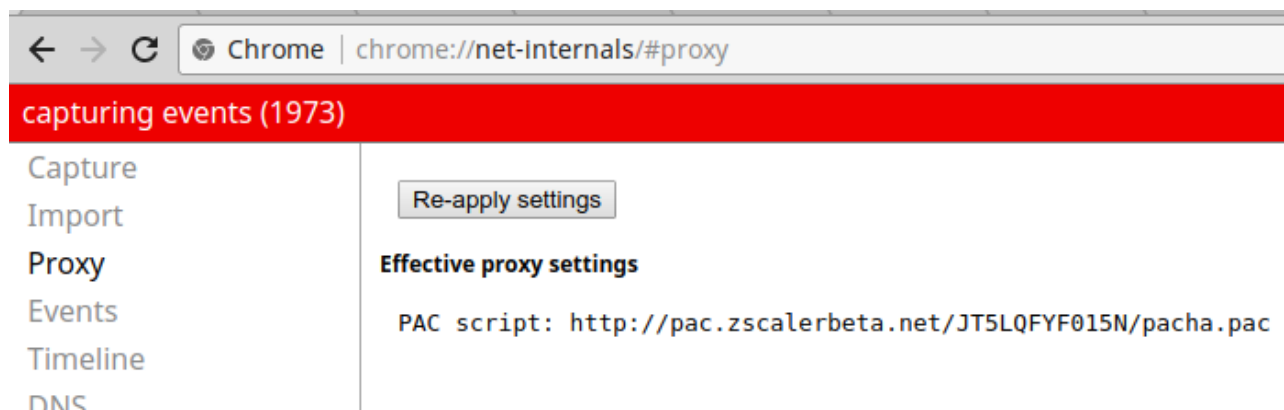 Chrome chrome://net-internals/#proxy
capturing events (1973)
Capture
Import
Proxy
Events
Timeline
DNS
Re-apply settings
Effective proxy settings
PAC script: http://pac.zscalerbeta.net/JT5LQFYF015N/pacha.pac